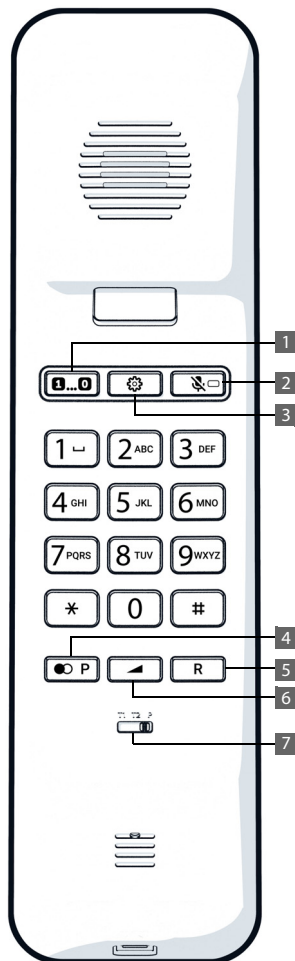 1
1...0
2
3
1
2 ABC
3 DEF
4 GHI
5 JKL
6 MNO
7 PQRS
8 TUV
9 WXYZ
* 0 #
4
P R
5
6
7